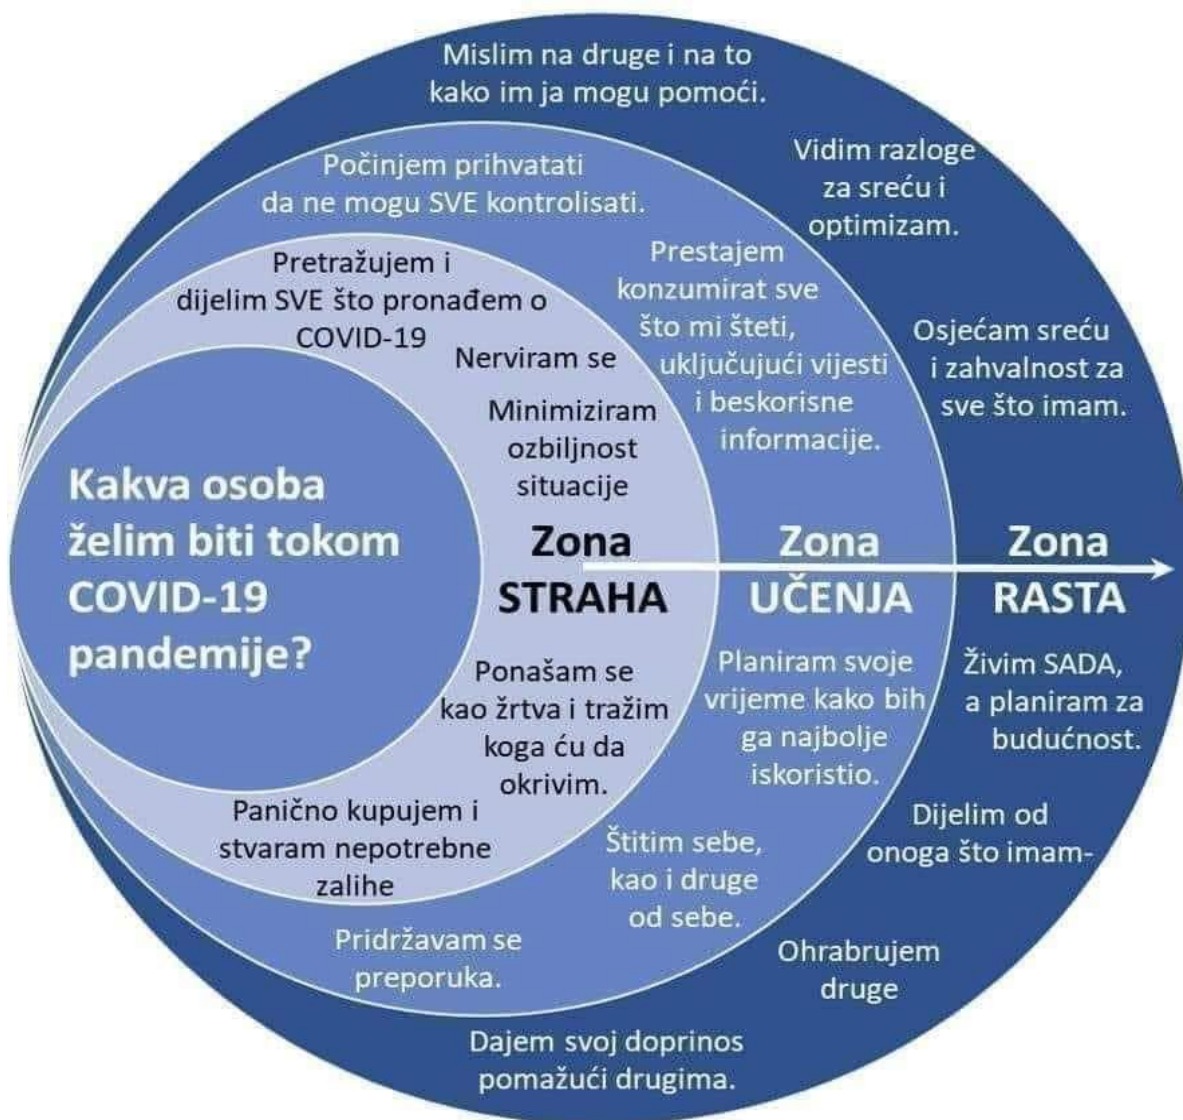 Mislim na druge i na to
kako im ja mogu pomoći.
Vidim razloge
za sreću i
optimizam.
Počinjem prihvatati
da ne mogu SVE kontrolisati.
Prestajem
konzumirat sve
što mi šteti,
uključujući vijesti
i beskorisne
informacije.
Osjećam sreću
i zahvalnost za
sve što imam.
Pretražujem i
dijelim SVE što pronađem o
COVID-19
Nerviram se
Minimiziram
ozbiljnost
situacije
Kakva osoba
želim biti tokom
COVID-19
pandemije?
Zona
STRAHA
Zona
UČENJA
Zona
RASTA
Ponašam se
kao žrtva i tražim
koga ću da
okrivim.
Planiram svoje
vrijeme kako bih
ga najbolje
iskoristio.
Živim SADA,
a planiram za
budućnost.
Panično kupujem i
stvaram nepotrebne
zalihe
Štitim sebe,
kao i druge
od sebe.
Dijelim od
onoga što imam-
Pridržavam se
preporuka.
Ohrabrujem
druge
Dajem svoj doprinos
pomažući drugima.